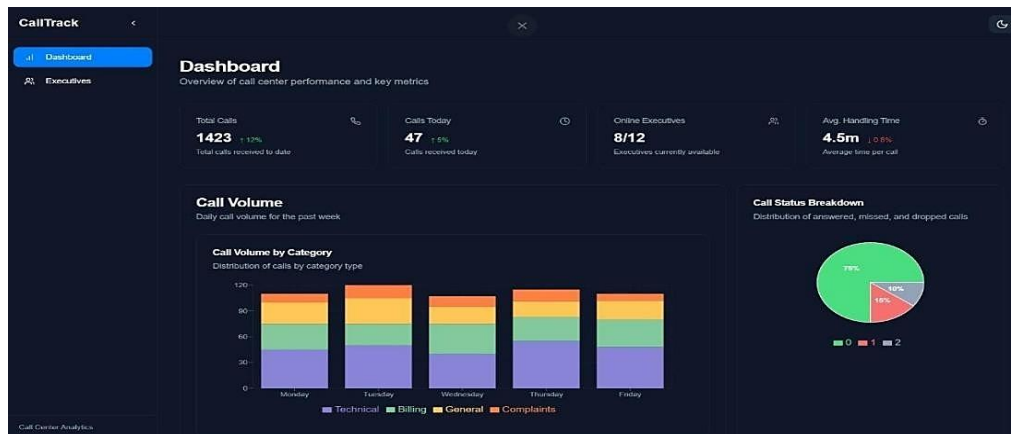 CallTrack <
Dashboard
Executives
Dashboard
Overview of call center performance and key metrics
Total Calls
1423 ↑ 12%
Total calls received to date
Calls Today
47 ↑ 5%
Calls received today
Online Executives
8/12
Executives currently available
Avg. Handling Time
4.5m ↓ 0.8%
Average time per call
Call Volume
Daily call volume for the past week
Call Volume by Category
Distribution of calls by category type
120
90
60
30
0
Monday Tuesday Wednesday Thursday Friday
Technical Billing General Complaints
Call Status Breakdown
Distribution of answered, missed, and dropped calls
75%
10%
15%
0 1 2
Call Center Analytics